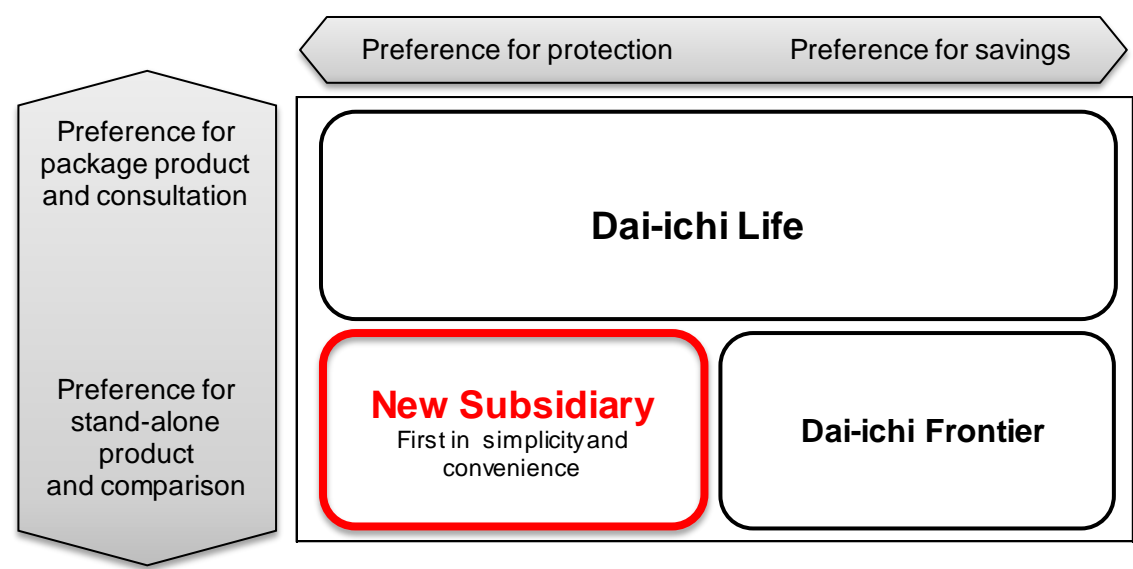 Preference for protection
Preference for savings
Preference for
package product
and consultation
Dai-ichi Life
Preference for
stand-alone
product
and comparison
New Subsidiary
First in simplicity and
convenience
Dai-ichi Frontier